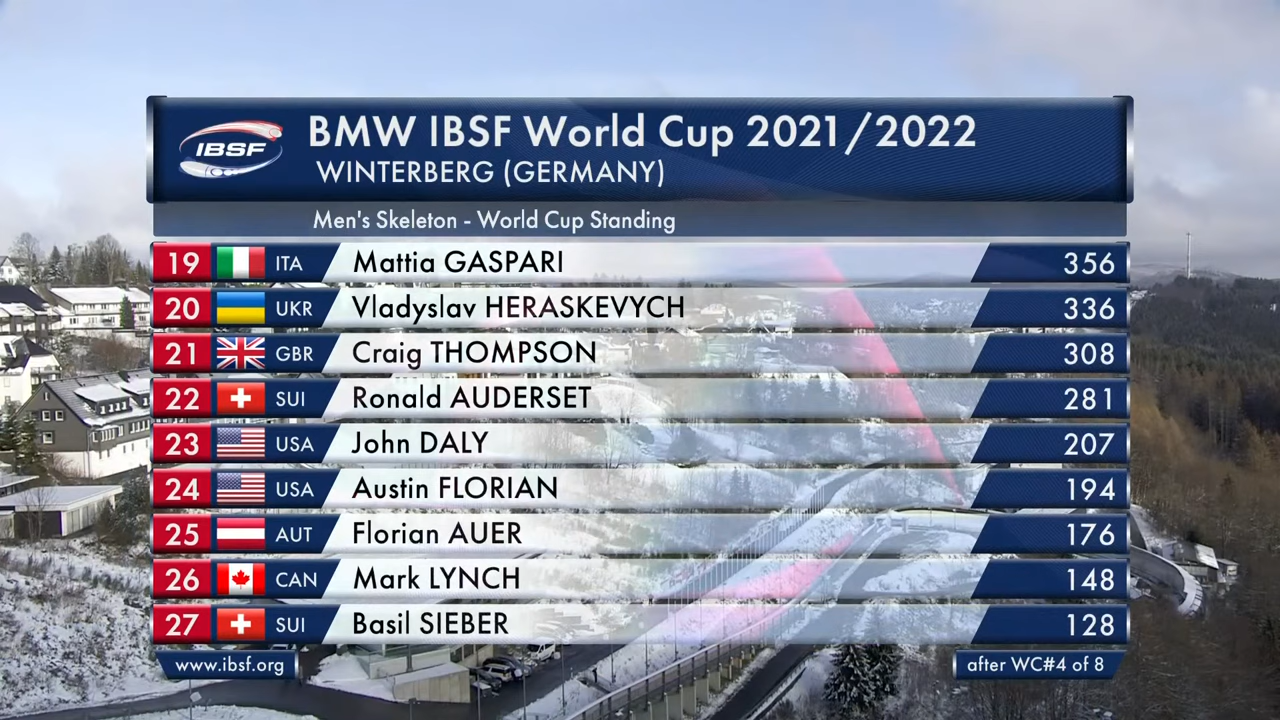 IBSF
BMW IBSF World Cup 2021/2022
WINTERBERG (GERMANY)
Men's Skeleton - World Cup Standing
19 ITA Mattia GASPARI 356
20 UKR Vladyslav HERASKEVYCH 336
21 GBR Craig THOMPSON 308
22 SUI Ronald AUDERSET 281
23 USA John DALY 207
24 USA Austin FLORIAN 194
25 AUT Florian AUER 176
26 CAN Mark LYNCH 148
27 SUI Basil SIEBER 128
www.ibsf.org after WC#4 of 8